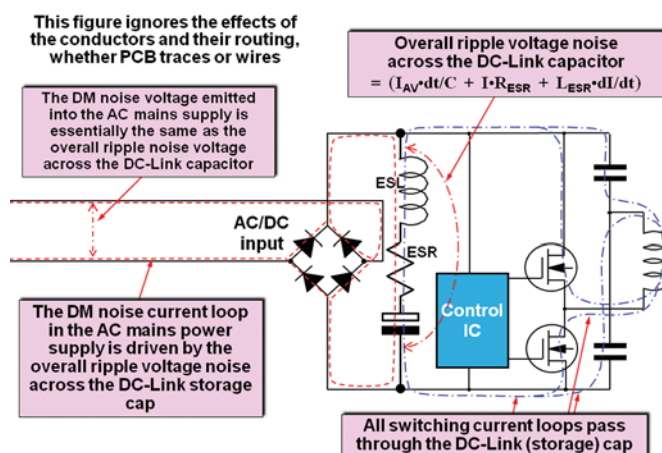 This figure ignores the effects of
the conductors and their routing,
whether PCB traces or wires
Overall ripple voltage noise
across the DC-Link capacitor
= (I_AV•dt/C + I•R_ESR + L_ESR•dI/dt)
The DM noise voltage emitted
into the AC mains supply is
essentially the same as the
overall ripple noise voltage
across the DC-Link capacitor
ESL
AC/DC
input
ESR
Control
IC
The DM noise current loop
in the AC mains power
supply is driven by the
overall ripple voltage noise
across the DC-Link storage
cap
All switching current loops pass
through the DC-Link (storage) cap